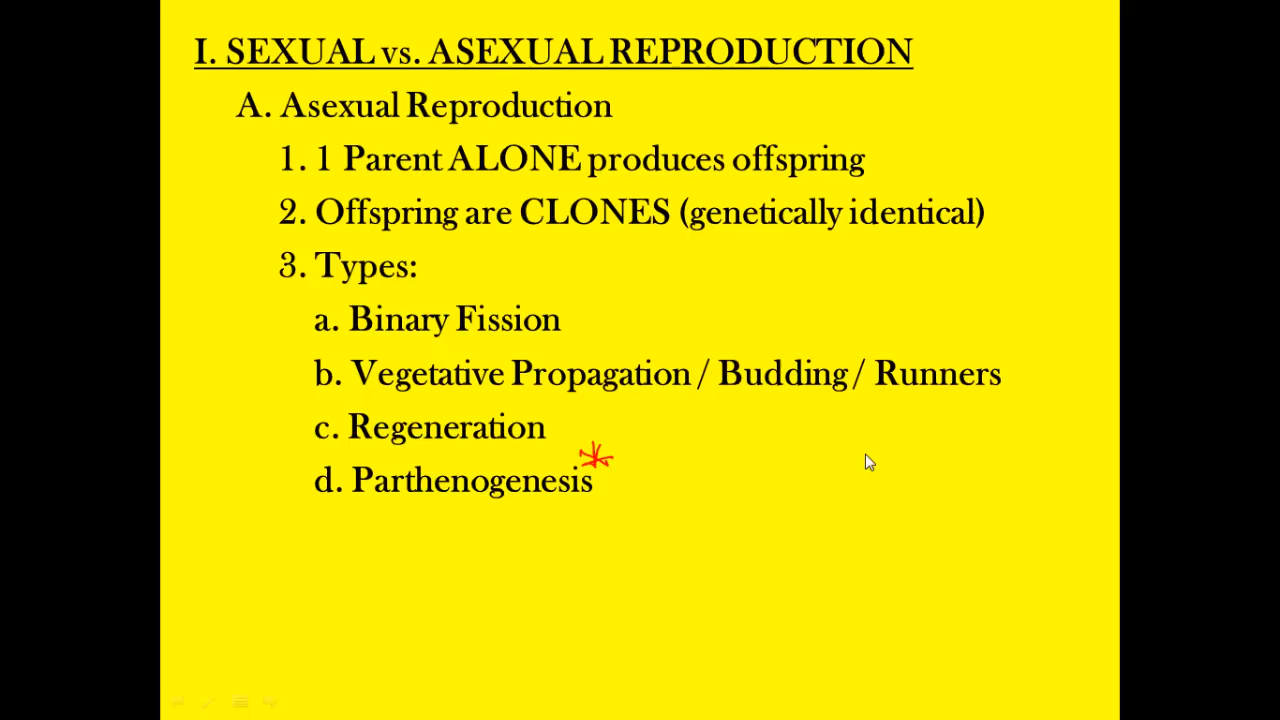 I. SEXUAL vs. ASEXUAL REPRODUCTION
A. Asexual Reproduction
1. 1 Parent ALONE produces offspring
2. Offspring are CLONES (genetically identical)
3. Types:
a. Binary Fission
b. Vegetative Propagation / Budding / Runners
c. Regeneration
d. Parthenogenesis*